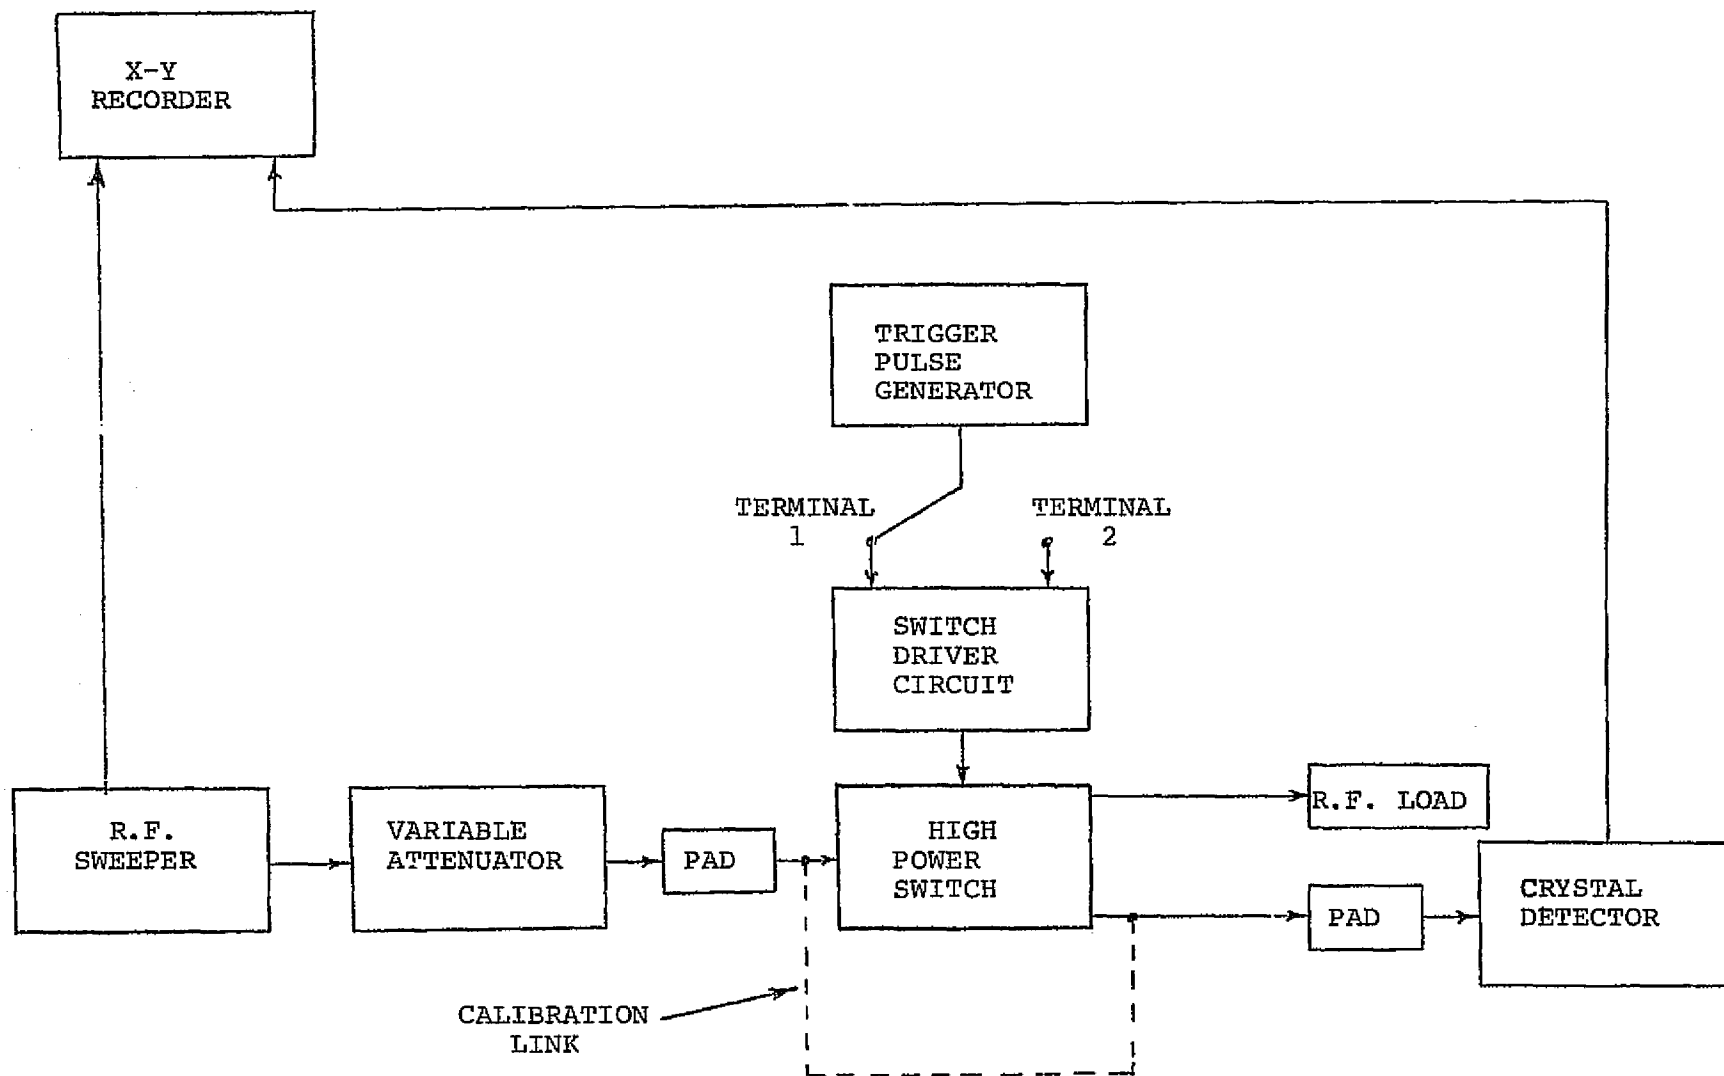 X-Y
RECORDER
TRIGGER
PULSE
GENERATOR
TERMINAL
1
TERMINAL
2
SWITCH
DRIVER
CIRCUIT
R.F.
SWEEPER
VARIABLE
ATTENUATOR
PAD
HIGH
POWER
SWITCH
R.F. LOAD
PAD
CRYSTAL
DETECTOR
CALIBRATION
LINK